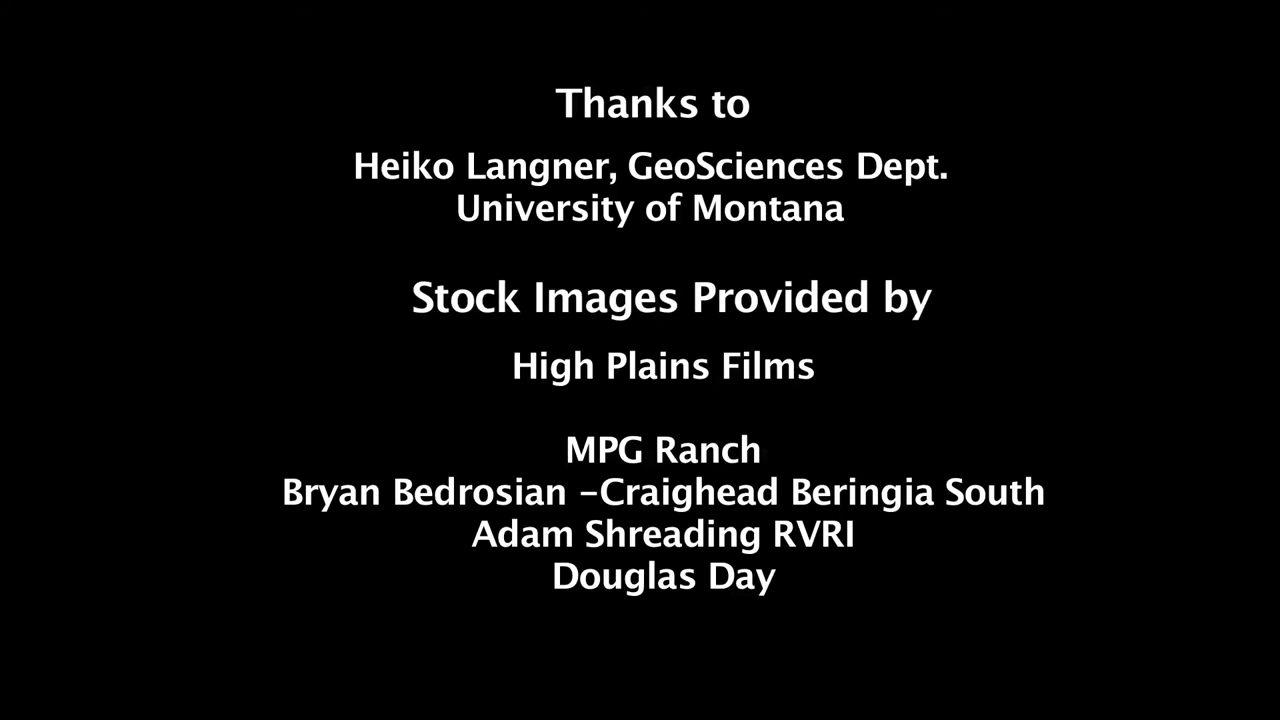 Thanks to
Heiko Langner, GeoSciences Dept.
University of Montana
Stock Images Provided by
High Plains Films
MPG Ranch
Bryan Bedrosian -Craighead Beringia South
Adam Shreading RVRI
Douglas Day